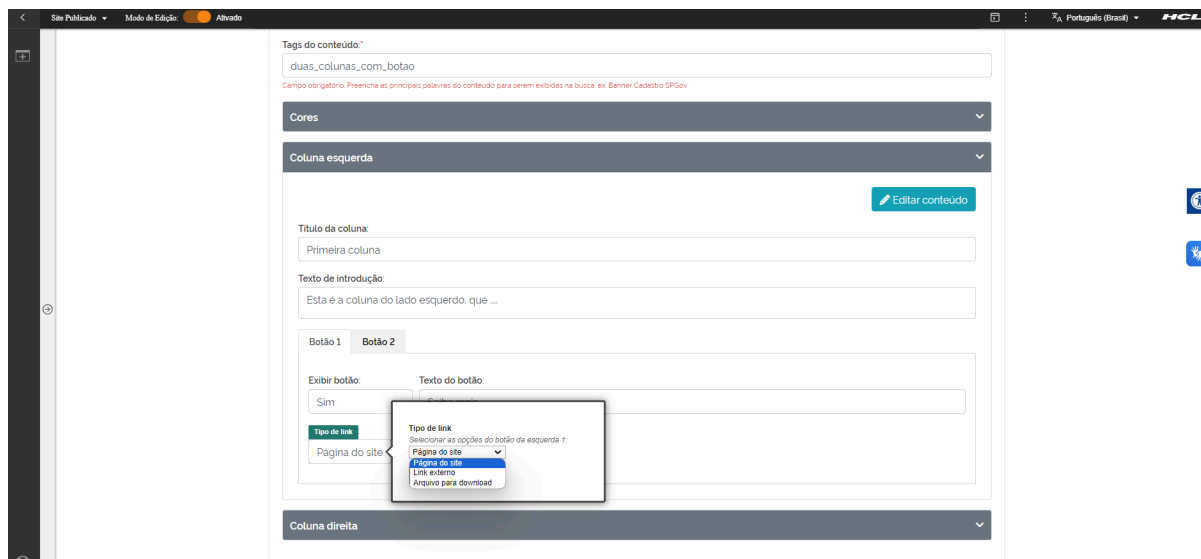 Site Publicado
Modo de Edição:
Ativado
Português (Brasil)
HCL
Tags do conteúdo:*
duas_colunas_com_botao
Campo obrigatório. Preencha as principais palavras do conteúdo para serem exibidas na busca. ex: Banner Cadastro SPGov
Cores
Coluna esquerda
Editar conteúdo
Título da coluna:
Primeira coluna
Texto de introdução:
Esta é a coluna do lado esquerdo, que ....
Botão 1
Botão 2
Exibir botão:
Texto do botão:
Sim
Tipo de link
Página do site
Tipo de link
Selecionar as opções do botão da esquerda 1:
Página do site
Página do site
Link externo
Arquivo para download
Coluna direita